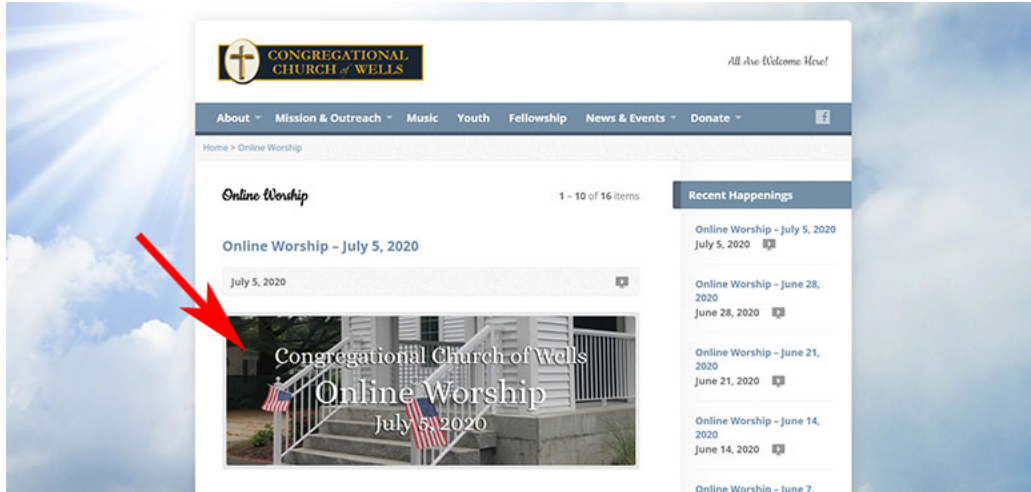 CONGREGATIONAL
CHURCH of WELLS
All Are Welcome Here!
About Mission & Outreach Music Youth Fellowship News & Events Donate f
Home > Online Worship
Online Worship
1 – 10 of 16 items
Online Worship – July 5, 2020
July 5, 2020
Congregational Church of Wells
Online Worship
July 5, 2020
Recent Happenings
Online Worship – July 5, 2020
July 5, 2020
Online Worship – June 28,
2020
June 28, 2020
Online Worship – June 21,
2020
June 21, 2020
Online Worship – June 14,
2020
June 14, 2020
Online Worship – June 7,